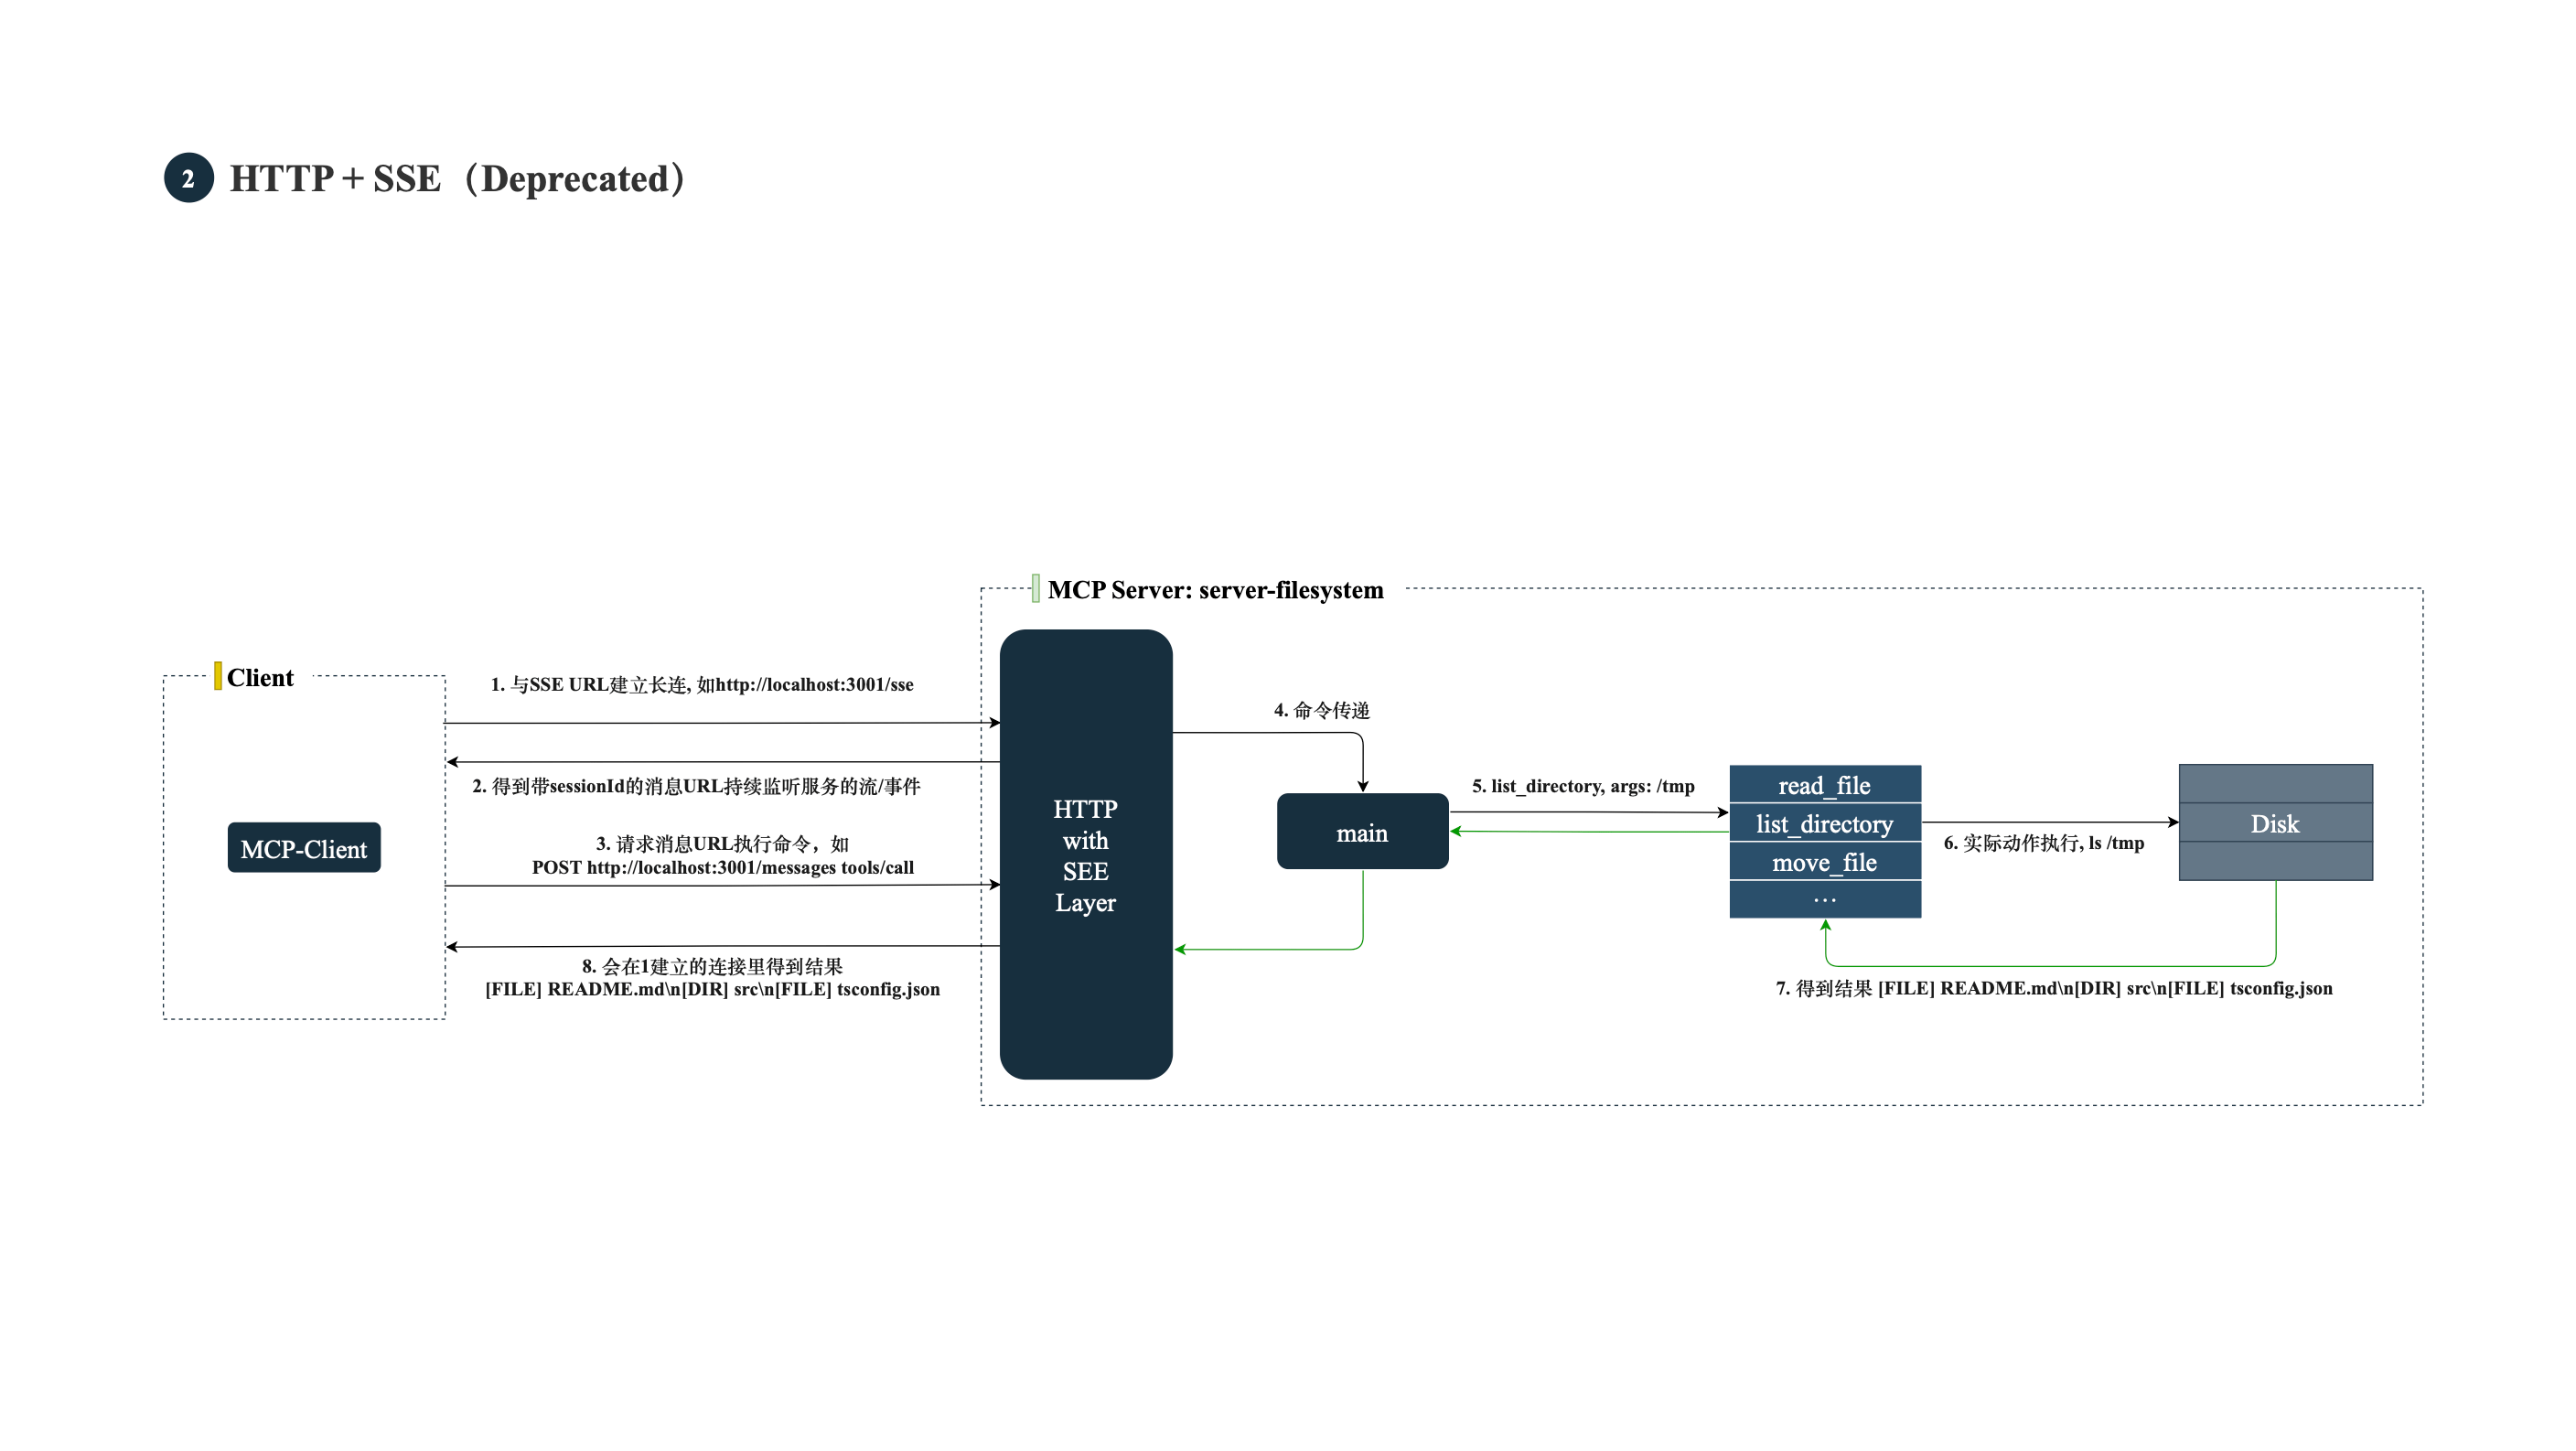 2 HTTP + SSE（Deprecated）
MCP Server: server-filesystem
Client
1. 与SSE URL建立长连, 如http://localhost:3001/sse
2. 得到带sessionId的消息URL持续监听服务的流/事件
MCP-Client
3. 请求消息URL执行命令，如
POST http://localhost:3001/messages tools/call
8. 会在1建立的连接里得到结果
[FILE] README.md\n[DIR] src\n[FILE] tsconfig.json
HTTP
with
SEE
Layer
4. 命令传递
main
5. list_directory, args: /tmp
read_file
list_directory
move_file
…
6. 实际动作执行, ls /tmp
Disk
7. 得到结果 [FILE] README.md\n[DIR] src\n[FILE] tsconfig.json